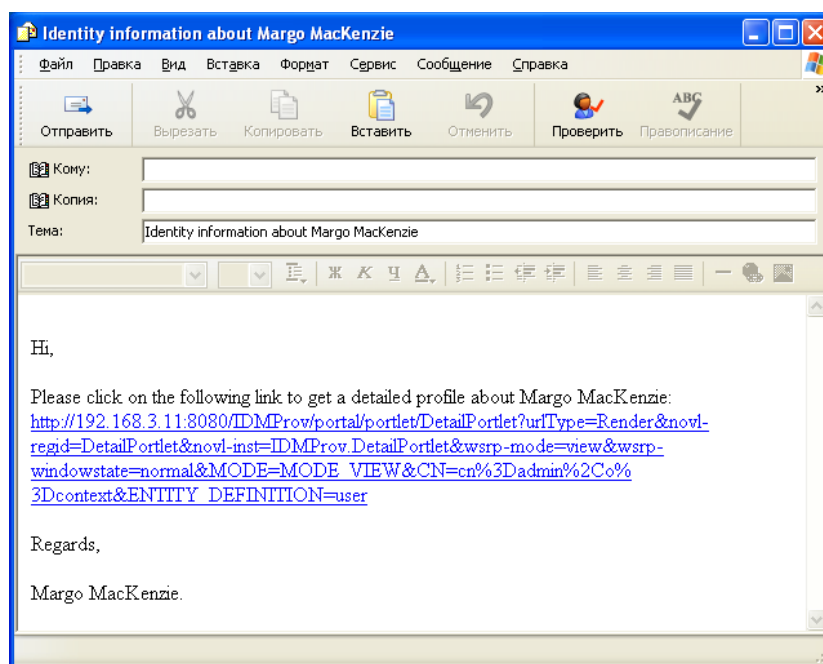 Identity information about Margo MacKenzie
Файл Правка Вид Вставка Формат Сервис Сообщение Справка
Отправить Вырезать Копировать Вставить Отменить Проверить Правописание
Кому:
Копия:
Тема: Identity information about Margo MacKenzie
Ж К Ч A
Hi,
Please click on the following link to get a detailed profile about Margo MacKenzie:
http://192.168.3.11:8080/IDMProv/portal/portlet/DetailPortlet?urlType=Render&novl-
regid=DetailPortlet&novl-inst=IDMProv.DetailPortlet&wsrp-mode=view&wsrp-
windowstate=normal&MODE=MODE_VIEW&CN=cn%3Dadmin%2Co%
3Dcontext&ENTITY_DEFINITION=user
Regards,
Margo MacKenzie.